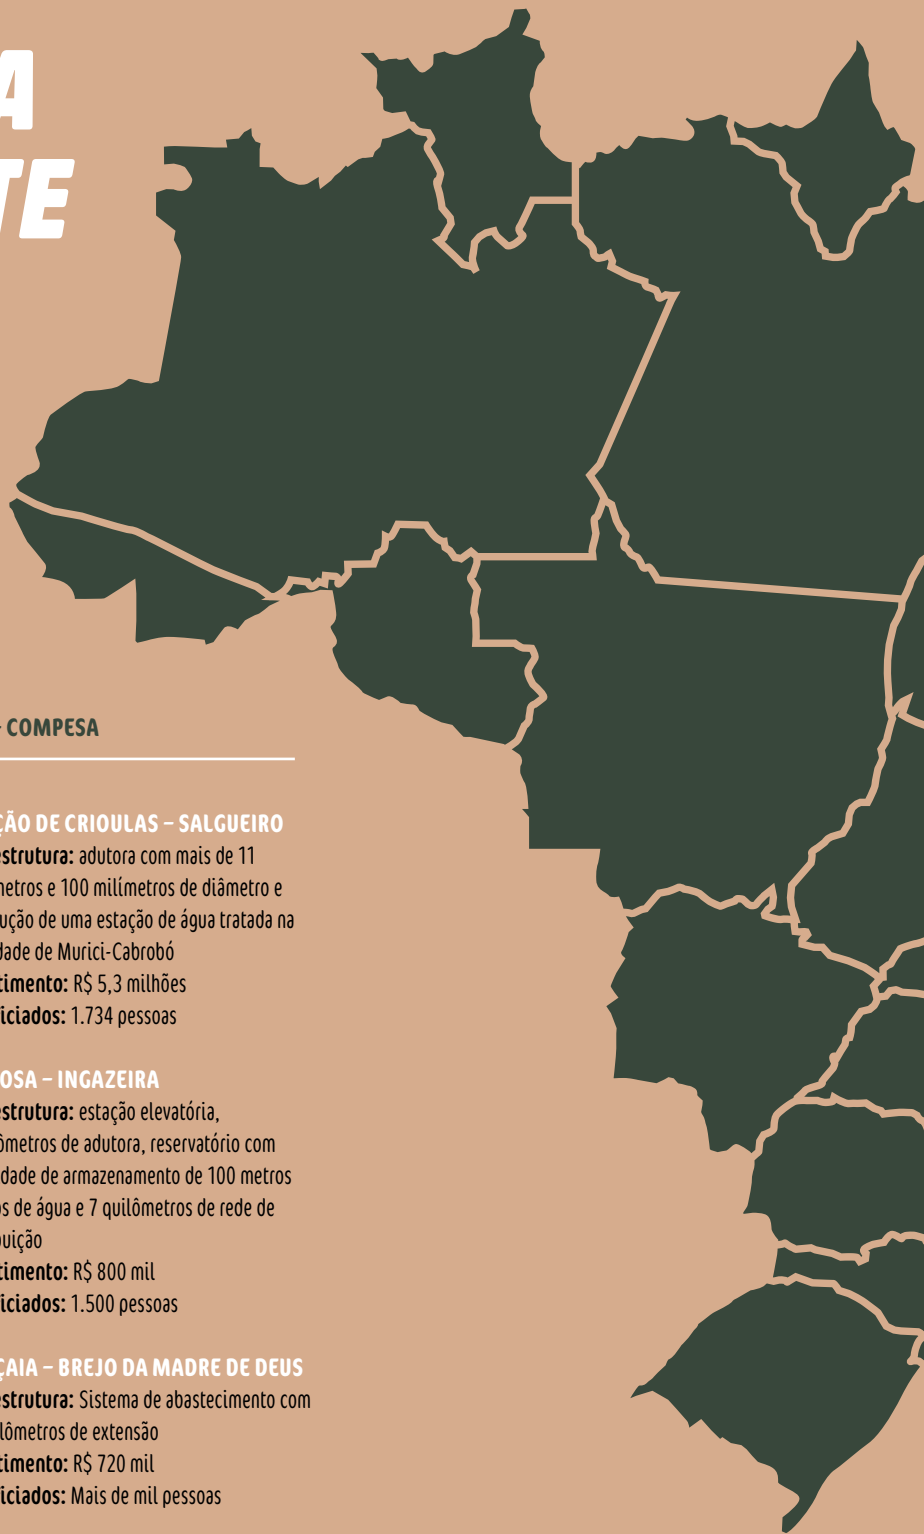 A
TE
- COMPESA
ÇÃO DE CRIOULAS – SALGUEIRO
estrutura: adutora com mais de 11
metros e 100 milímetros de diâmetro e
ução de uma estação de água tratada na
dade de Murici-Cabrobó
timento: R$ 5,3 milhões
iciados: 1.734 pessoas
OSA – INGAZEIRA
estrutura: estação elevatória,
ômetros de adutora, reservatório com
dade de armazenamento de 100 metros
os de água e 7 quilômetros de rede de
buição
timento: R$ 800 mil
iciados: 1.500 pessoas
ÇAIA – BREJO DA MADRE DE DEUS
estrutura: Sistema de abastecimento com
lômetros de extensão
timento: R$ 720 mil
iciados: Mais de mil pessoas